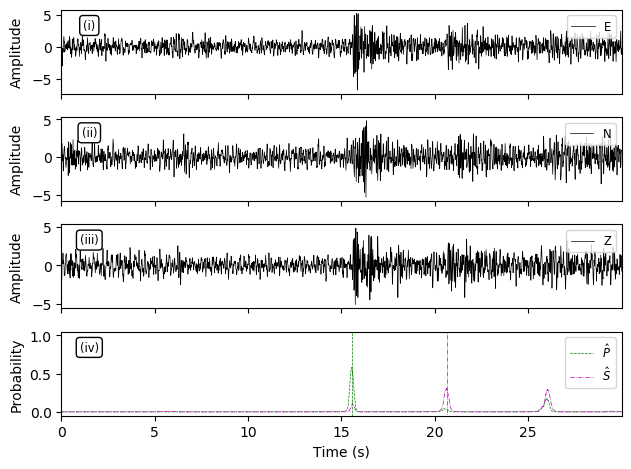 (i)
E
Amplitude
5
0
−5
(ii)
N
Amplitude
5
0
−5
(iii)
Z
Amplitude
5
0
−5
(iv)
P̂
Ŝ
Probability
1.0
0.5
0.0
0 5 10 15 20 25
Time (s)